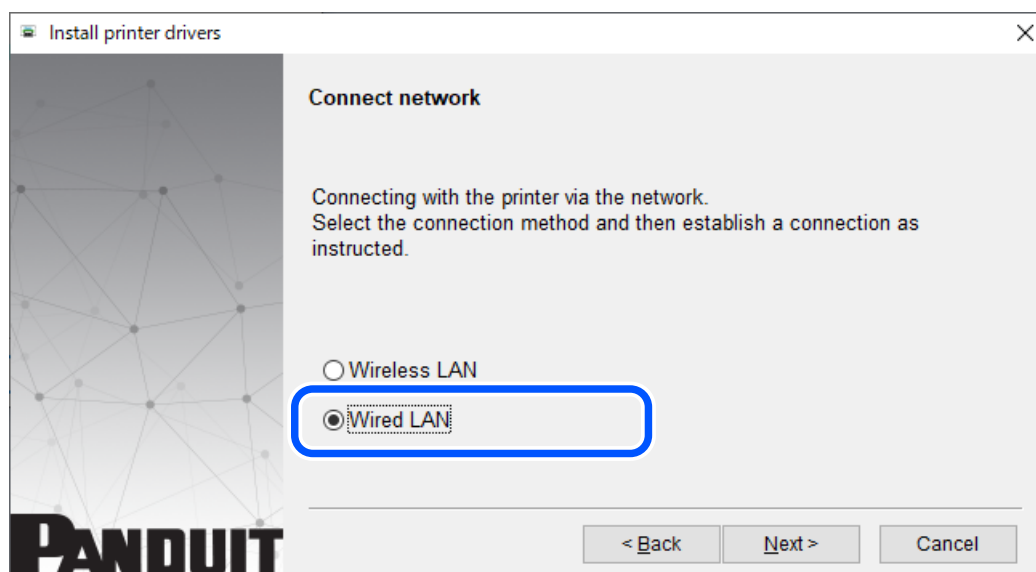 Install printer drivers
Connect network
Connecting with the printer via the network.
Select the connection method and then establish a connection as
instructed.
Wireless LAN
Wired LAN
PANDUIT
< Back
Next >
Cancel